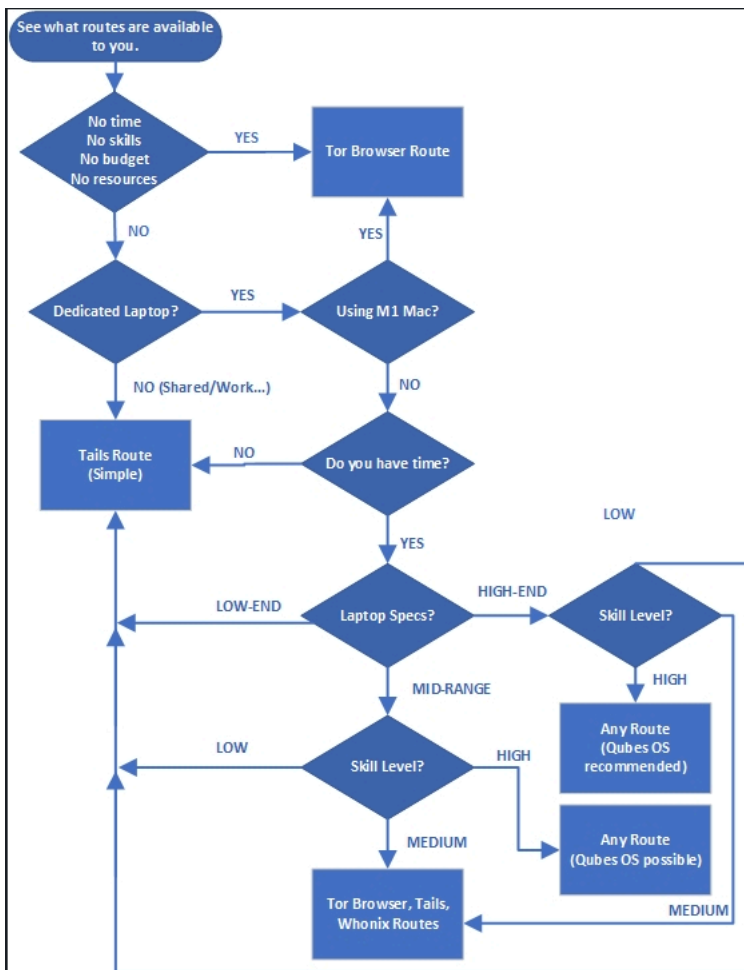 See what routes are available
to you.
No time
No skills
No budget
No resources
YES
Tor Browser Route
NO
YES
Dedicated Laptop?
YES
Using M1 Mac?
NO (Shared/Work...)
NO
Tails Route
(Simple)
NO
Do you have time?
LOW
YES
LOW-END
Laptop Specs?
HIGH-END
Skill Level?
MID-RANGE
HIGH
Any Route
(Qubes OS
recommended)
LOW
Skill Level?
HIGH
Any Route
(Qubes OS possible)
MEDIUM
Tor Browser, Tails,
Whonix Routes
MEDIUM